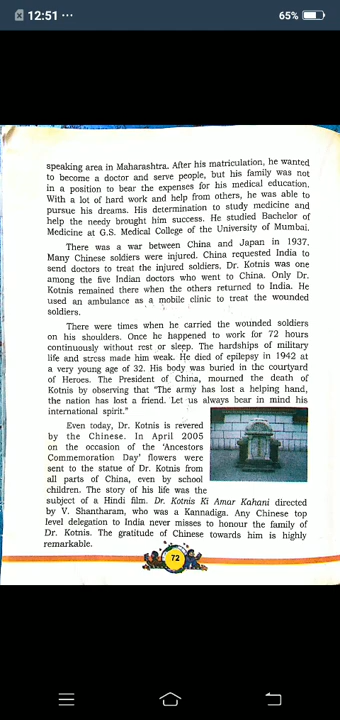 12:51 ...
65%
speaking area in Maharashtra. After his matriculation, he wanted
to become a doctor and serve people, but his family was not
in a position to bear the expenses for his medical education.
With a lot of hard work and help from others, he was able to
pursue his dreams. His determination to study medicine and
help the needy brought him success. He studied Bachelor of
Medicine at G.S. Medical College of the University of Mumbai.
There was a war between China and Japan in 1937.
Many Chinese soldiers were injured. China requested India to
send doctors to treat the injured soldiers. Dr. Kotnis was one
among the five Indian doctors who went to China. Only Dr.
Kotnis remained there when the others returned to India. He
used an ambulance as a mobile clinic to treat the wounded
soldiers.
There were times when he carried the wounded soldiers
on his shoulders. Once he happened to work for 72 hours
continuously without rest or sleep. The hardships of military
life and stress made him weak. He died of epilepsy in 1942 at
a very young age of 32. His body was buried in the courtyard
of Heroes. The President of China, mourned the death of
Kotnis by observing that "The army has lost a helping hand,
the nation has lost a friend. Let us always bear in mind his
international spirit."
Even today, Dr. Kotnis is revered
by the Chinese. In April 2005
on the occasion of the 'Ancestors
Commemoration Day' flowers were
sent to the statue of Dr. Kotnis from
all parts of China, even by school
children. The story of his life was the
subject of a Hindi film. Dr. Kotnis Ki Amar Kahani directed
by V. Shantharam, who was a Kannadiga. Any Chinese top
level delegation to India never misses to honour the family of
Dr. Kotnis. The gratitude of Chinese towards him is highly
remarkable.
72